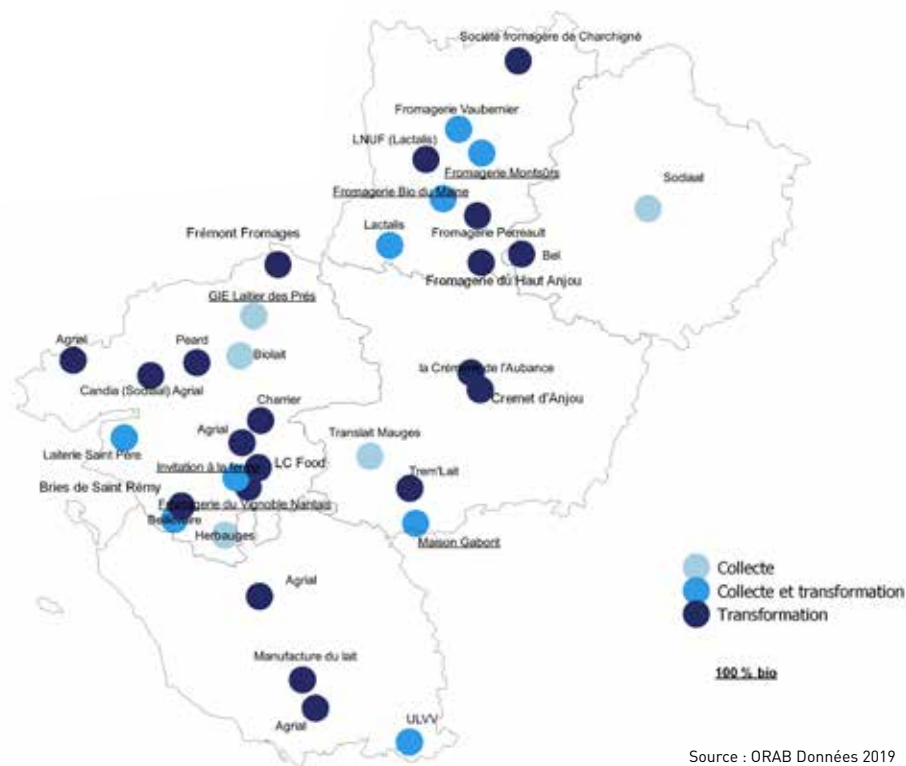 Société fromagère de Charchigné
Fromagerie Vaubernier
LNUF (Lactalis)
Fromagerie Montsûrs
Sodiaal
Fromagerie Bio du Maine
Lactalis
Fromagerie Perreault
Frémont Fromages
Bel
Fromagerie du Haut Anjou
GIE Laitier des Prés
Agrial
Péard
Biolait
la Crémerie de l'Aubance
Candia (Sodiaal) Agrial
Cremet d'Anjou
Charrier
Agrial
Translait Mauges
Laiterie Saint Père
Invitation à la ferme
LC Food
Trem'Lait
Bries de Saint Rémy
Fromagerie du Vignoble Nantais
Bellevaire
Herbauges
Maison Gaborit
Collecte
Agrial
Collecte et transformation
Transformation
Manufacture du lait
100 % bio
Agrial
ULVV
Source : ORAB Données 2019